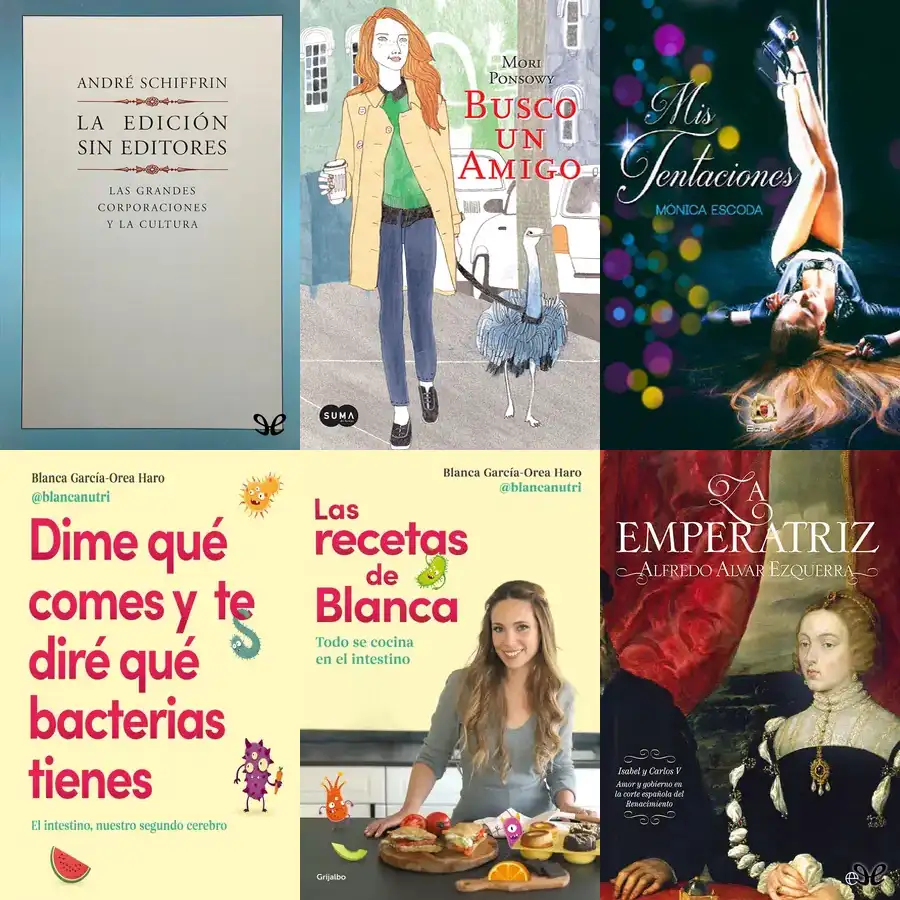 ANDRÉ SCHIFFRIN
LA EDICIÓN
SIN EDITORES
LAS GRANDES
CORPORACIONES
Y LA CULTURA
MORI
PONSOWY
BUSCO
UN
AMIGO
SUMA
Mis
Tentaciones
MÓNICA ESCODA
Blanca García-Orea Haro
@blancanutri
Dime qué
comes y te
diré qué
bacterias
tienes
El intestino, nuestro segundo cerebro
Blanca García-Orea Haro
@blancanutri
Las
recetas
de
Blanca
Todo se cocina
en el intestino
Grijalbo
LA
EMPERATRIZ
ALFREDO ALVAR EZQUERRA
Isabel y Carlos V
Amor y gobierno en
la corte española del
Renacimiento